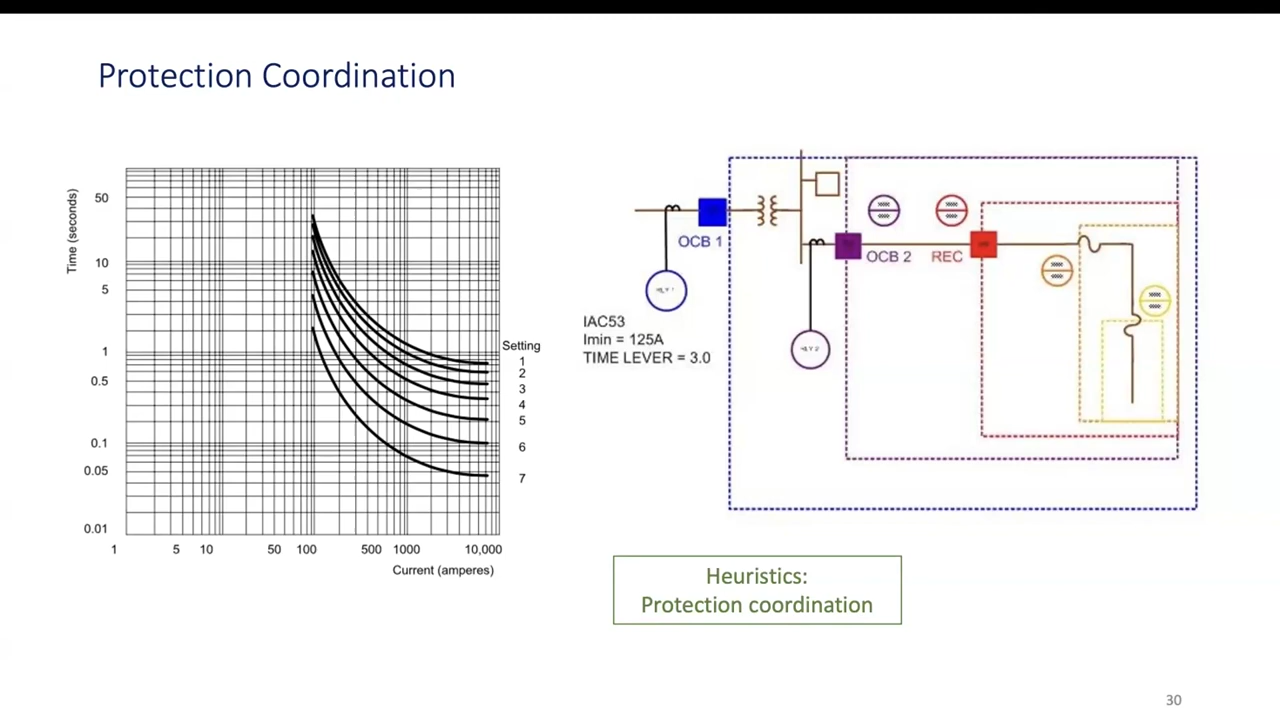 Protection Coordination
Time (seconds)
50
10
5
1
0.5
0.1
0.05
0.01
1
5
10
50
100
500
1000
10,000
Current (amperes)
Setting
1
2
3
4
5
6
7
OCB 1
OCB 2
REC
IAC53
Imin = 125A
TIME LEVER = 3.0
Heuristics:
Protection coordination
30